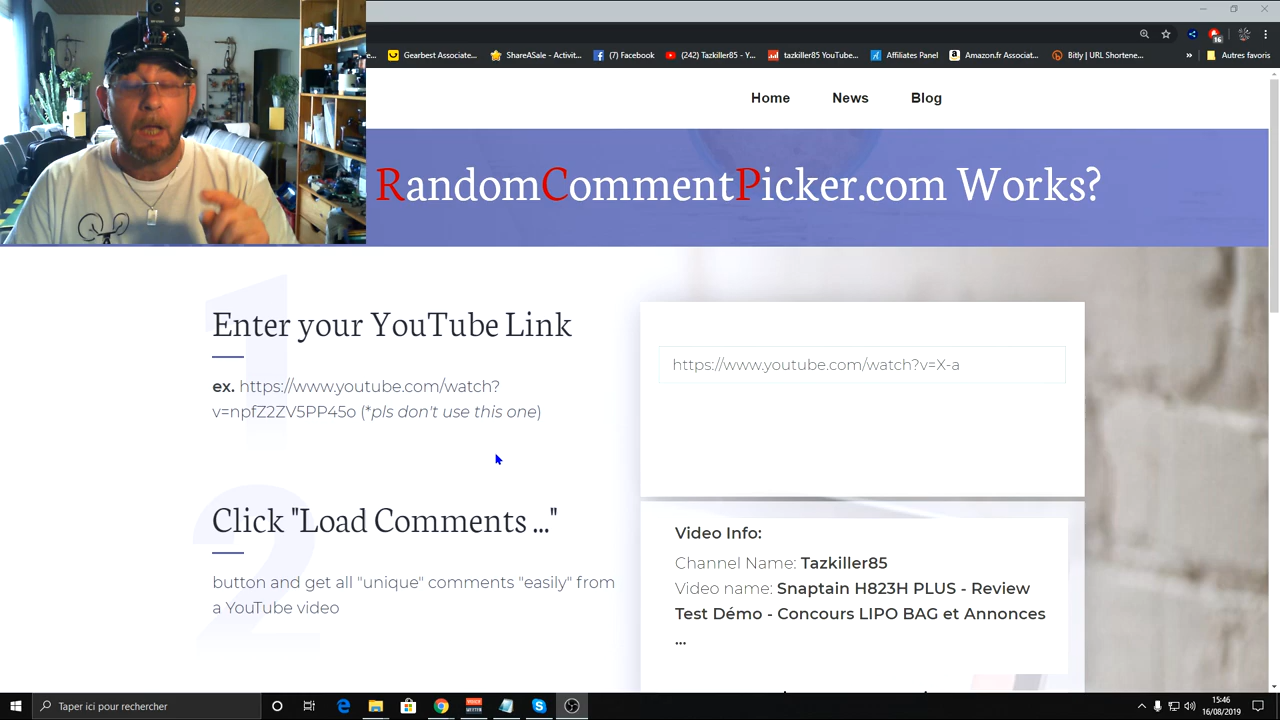 Gearbest Associate...
ShareASale - Activit...
(7) Facebook
(242) Tazkiller85 - Y...
tazkiller85 YouTube...
Affiliates Panel
Amazon.fr Associat...
Bitly | URL Shortene...
»
Autres favoris
Home
News
Blog
RandomCommentPicker.com Works?
1
Enter your YouTube Link
ex. https://www.youtube.com/watch?
v=npfZ2ZV5PP45o (*pls don't use this one)
https://www.youtube.com/watch?v=X-a
2
Click "Load Comments ..."
button and get all "unique" comments "easily" from
a YouTube video
Video Info:
Channel Name: Tazkiller85
Video name: Snaptain H823H PLUS - Review
Test Démo - Concours LIPO BAG et Annonces
...
Taper ici pour rechercher
15:46
16/08/2019